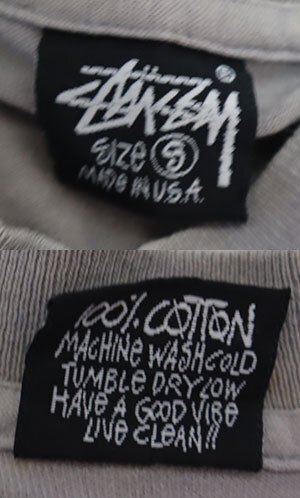 STÜSSY ®
SIZE Ⓢ
MADE IN U.S.A.
100% COTTON
MACHINE WASH COLD
TUMBLE DRY LOW
HAVE A GOOD VIBE
LIVE CLEAN!!